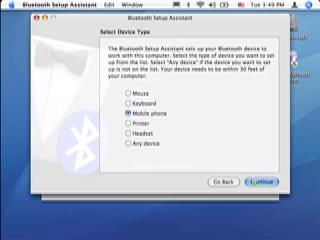 Bluetooth Setup Assistant Edit Window Tue 3:49 PM
Bluetooth Setup Assistant
Select Device Type
The Bluetooth Setup Assistant sets up your Bluetooth device to
work with this computer. Select the type of device you want to set
up from the list. Select "Any device" if the device you want to set
up is not on the list. Your device needs to be within 30 feet of
your computer.
Mouse
Keyboard
Mobile phone
Printer
Headset
Any device
Go Back Continue